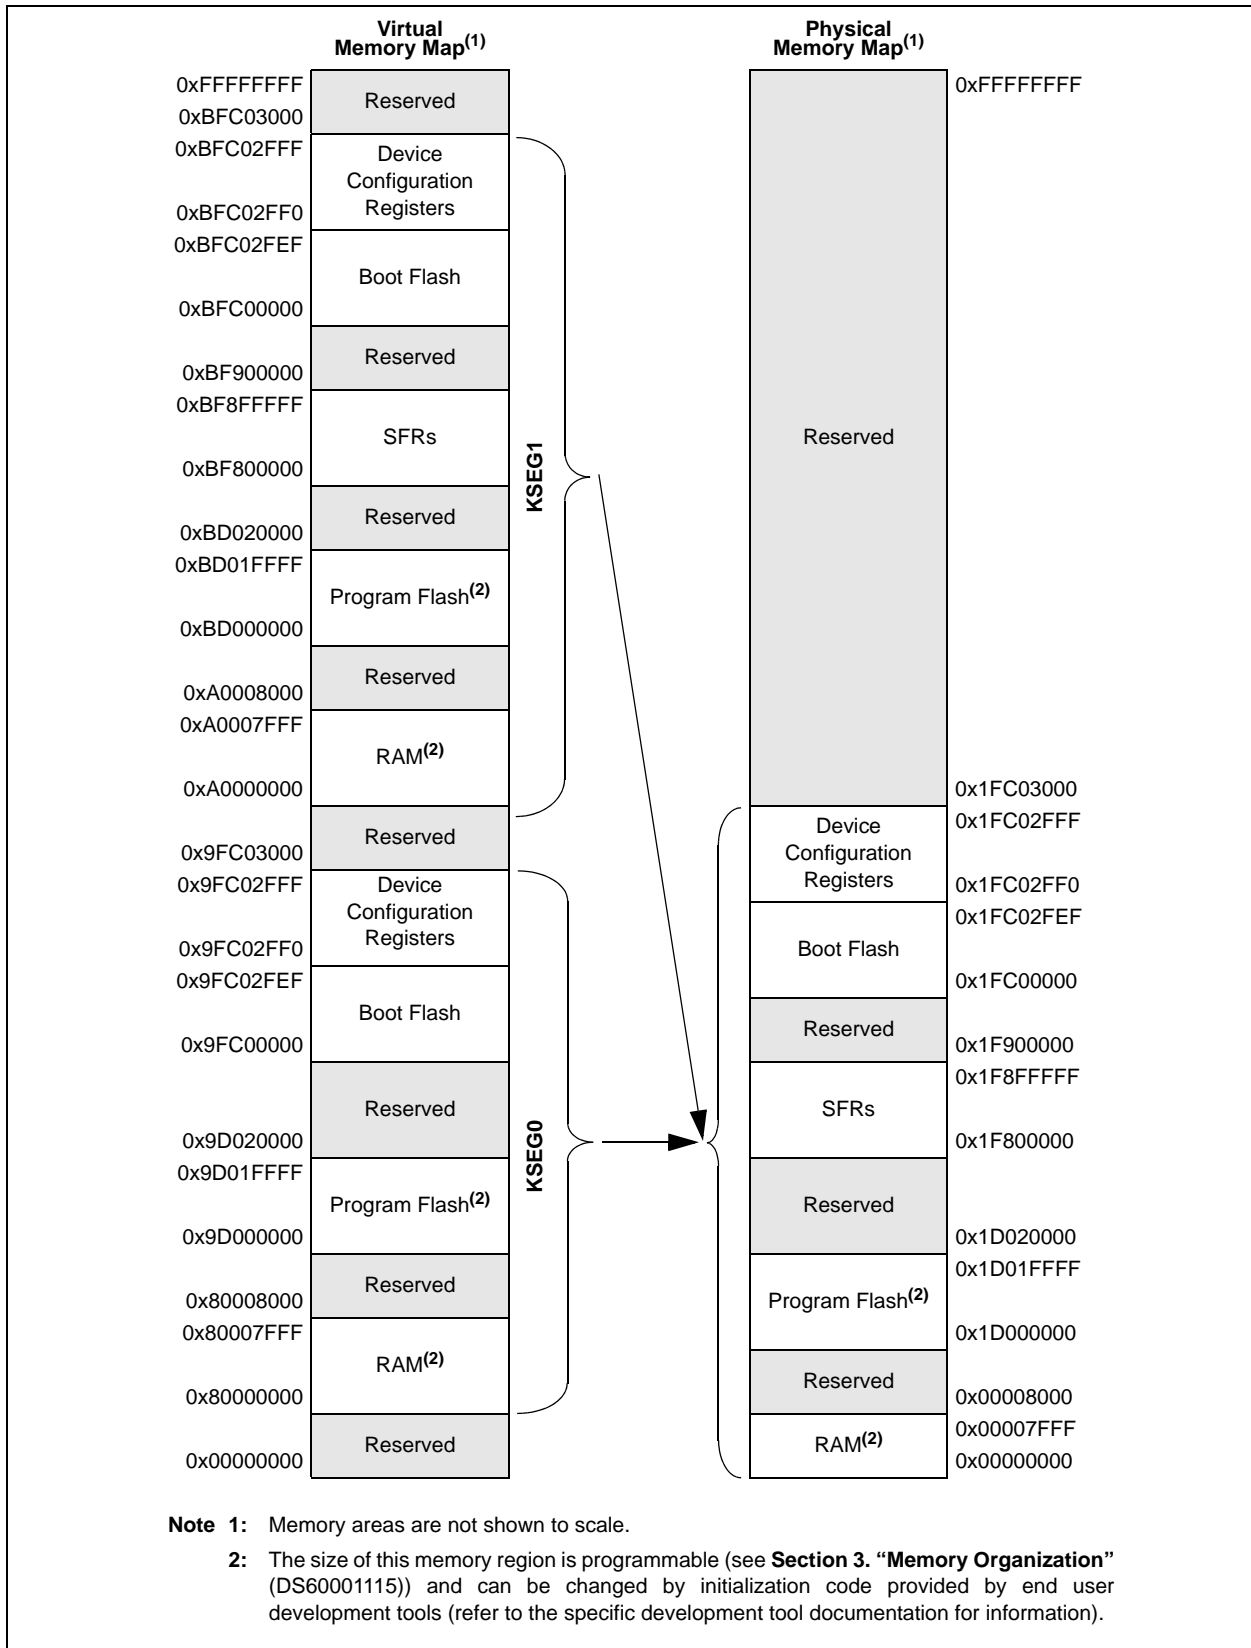 Virtual
Memory Map(1)
0xFFFFFFFF
Reserved
0xBFC03000
0xBFC02FFF
Device
Configuration
Registers
0xBFC02FF0
0xBFC02FEF
Boot Flash
0xBFC00000
Reserved
0xBF900000
0xBF8FFFFF
SFRs
0xBF800000
Reserved
0xBD020000
0xBD01FFFF
Program Flash(2)
0xBD000000
Reserved
0xA0008000
0xA0007FFF
RAM(2)
0xA0000000
Reserved
0x9FC03000
0x9FC02FFF
Device
Configuration
Registers
0x9FC02FF0
0x9FC02FEF
Boot Flash
0x9FC00000
Reserved
0x9D020000
0x9D01FFFF
Program Flash(2)
0x9D000000
Reserved
0x80008000
0x80007FFF
RAM(2)
0x80000000
Reserved
0x00000000
KSEG1
KSEG0
Physical
Memory Map(1)
0xFFFFFFFF
Reserved
0x1FC03000
0x1FC02FFF
Device
Configuration
Registers
0x1FC02FF0
0x1FC02FEF
Boot Flash
0x1FC00000
Reserved
0x1F900000
0x1F8FFFFF
SFRs
0x1F800000
Reserved
0x1D020000
0x1D01FFFF
Program Flash(2)
0x1D000000
Reserved
0x00008000
0x00007FFF
RAM(2)
0x00000000
Note 1: Memory areas are not shown to scale.
2: The size of this memory region is programmable (see Section 3. “Memory Organization”
(DS60001115)) and can be changed by initialization code provided by end user
development tools (refer to the specific development tool documentation for information).